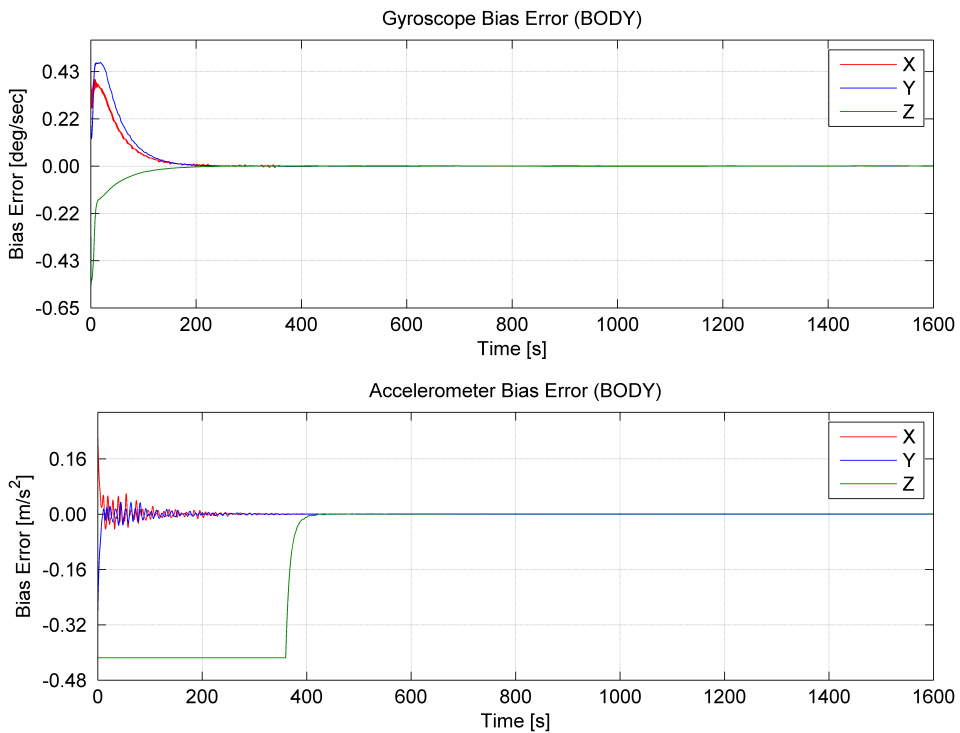 Gyroscope Bias Error (BODY)
Bias Error [deg/sec]
0.43
0.22
0.00
-0.22
-0.43
-0.65
X
Y
Z
0 200 400 600 800 1000 1200 1400 1600
Time [s]
Accelerometer Bias Error (BODY)
Bias Error [m/s²]
0.16
0.00
-0.16
-0.32
-0.48
X
Y
Z
0 200 400 600 800 1000 1200 1400 1600
Time [s]